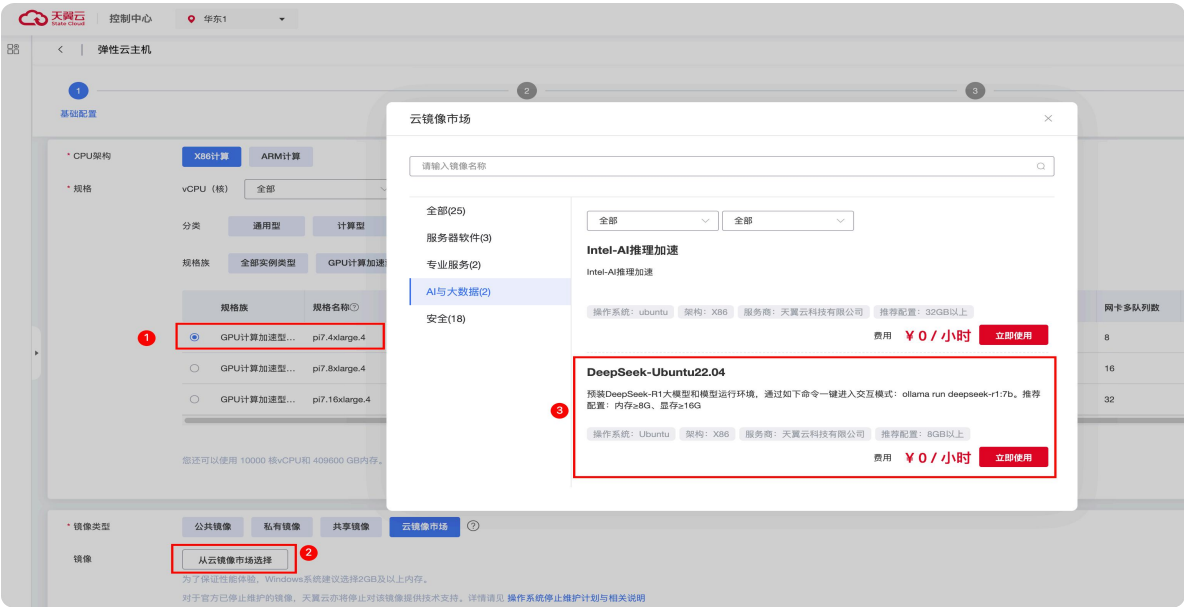 天翼云
State Cloud
控制中心
华东1
弹性云主机
1
2
3
基础配置
* CPU架构
X86计算
ARM计算
* 规格
vCPU（核）
全部
分类
通用型
计算型
规格族
全部实例类型
GPU计算加速
规格族
规格名称
网卡多队列数
1
GPU计算加速型...
pi7.4xlarge.4
8
GPU计算加速型...
pi7.8xlarge.4
16
GPU计算加速型...
pi7.16xlarge.4
32
您还可以使用 10000 核vCPU和 409600 GB内存。
云镜像市场
请输入镜像名称
全部(25)
服务器软件(3)
专业服务(2)
AI与大数据(2)
安全(18)
全部
全部
Intel-AI推理加速
Intel-AI推理加速
操作系统：ubuntu
架构：X86
服务商：天翼云科技有限公司
推荐配置：32GB以上
费用 ¥ 0 / 小时 立即使用
3
DeepSeek-Ubuntu22.04
预装DeepSeek-R1大模型和模型运行环境，通过如下命令一键进入交互模式：ollama run deepseek-r1:7b。推荐
配置：内存≥8G、显存≥16G
操作系统：Ubuntu
架构：X86
服务商：天翼云科技有限公司
推荐配置：8GB以上
费用 ¥ 0 / 小时 立即使用
* 镜像类型
公共镜像
私有镜像
共享镜像
云镜像市场
镜像
从云镜像市场选择
2
为了保证性能体验，Windows系统建议选择2GB及以上内存。
对于官方已停止维护的镜像，天翼云亦将停止对该镜像提供技术支持。详情请见 操作系统停止维护计划与相关说明